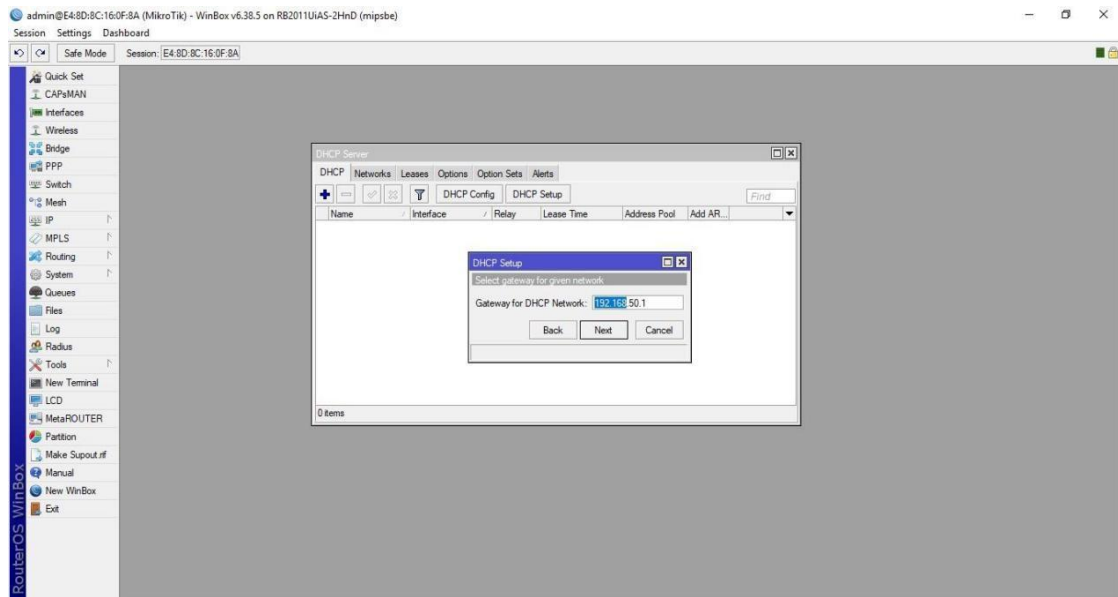 admin@E4:8D:8C:16:0F:8A (MikroTik) - WinBox v6.38.5 on RB2011UiAS-2HnD (mipsbe)
Session Settings Dashboard
Safe Mode Session: E4:8D:8C:16:0F:8A
Quick Set
CAPsMAN
Interfaces
Wireless
Bridge
PPP
Switch
Mesh
IP
MPLS
Routing
System
Queues
Files
Log
Radius
Tools
New Terminal
LCD
MetaROUTER
Partition
Make Supout.rif
Manual
New WinBox
Exit
RouterOS WinBox
DHCP Server
DHCP Networks Leases Options Option Sets Alerts
DHCP Config DHCP Setup Find
Name Interface Relay Lease Time Address Pool Add AR...
DHCP Setup
Select gateway for given network
Gateway for DHCP Network: 192.168.50.1
Back Next Cancel
0 items